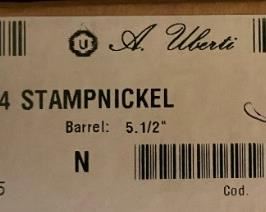 U A. Uberti
4 STAMPNICKEL
Barrel: 5.1/2"
N
5
Cod.